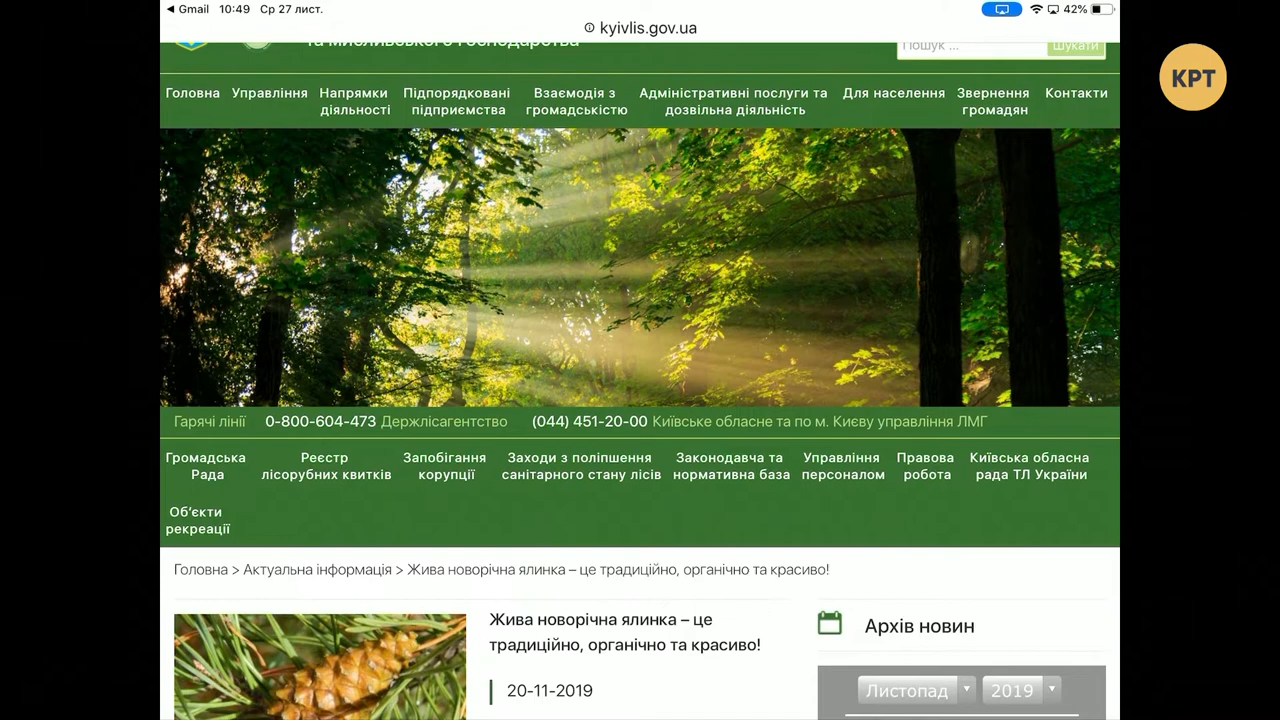 Gmail 10:49 Ср 27 лист. 42%
kyivlis.gov.ua
КРТ
та мисливського господарства
Пошук ... Шукати
Головна Управління Напрямки діяльності Підпорядковані підприємства Взаємодія з громадськістю Адміністративні послуги та дозвільна діяльність Для населення Звернення громадян Контакти
Гарячі лінії 0-800-604-473 Держлісагентство (044) 451-20-00 Київське обласне та по м. Києву управління ЛМГ
Громадська Рада Реєстр лісорубних квитків Запобігання корупції Заходи з поліпшення санітарного стану лісів Законодавча та нормативна база Управління персоналом Правова робота Київська обласна рада ТЛ України
Об'єкти рекреації
Головна > Актуальна інформація > Жива новорічна ялинка – це традиційно, органічно та красиво!
Жива новорічна ялинка – це
традиційно, органічно та красиво!
20-11-2019
Архів новин
Листопад 2019